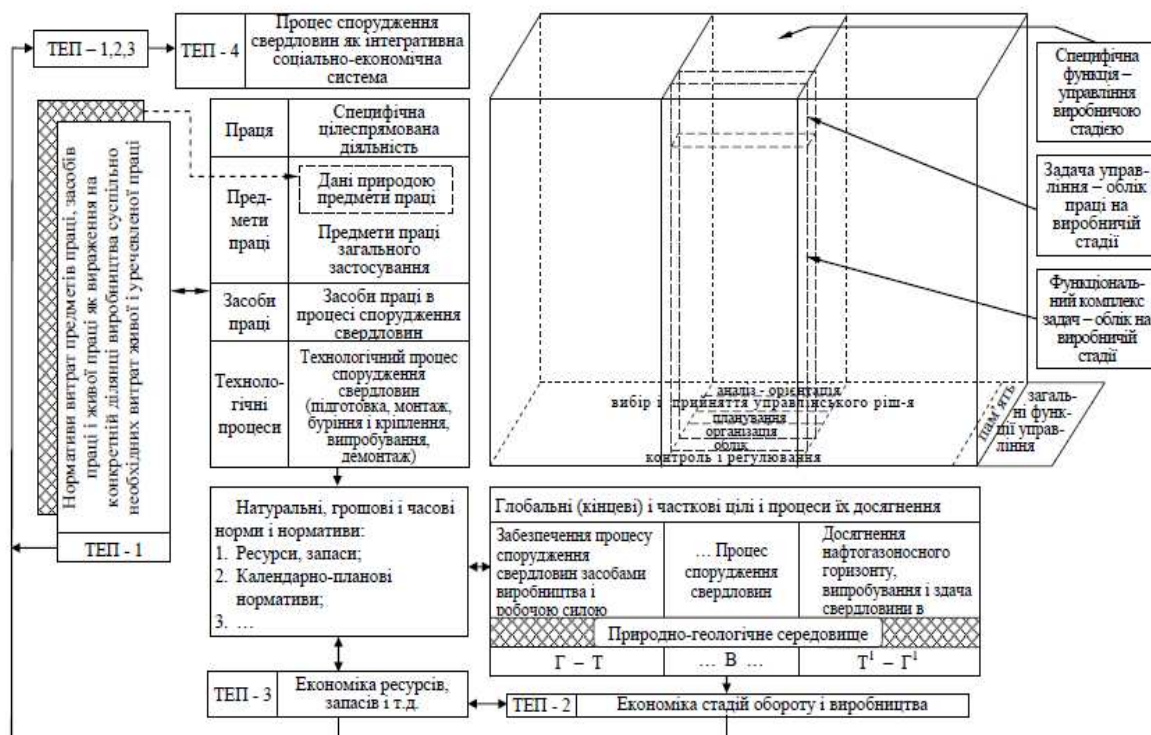 ТЕП – 1,2,3
ТЕП - 4
Процес спорудження
свердловин як інтегративна
соціально-економічна
система
Нормативи витрат предметів праці, засобів
праці і живої праці як вираження на
конкретній ділянці виробництва суспільно
необхідних витрат живої і уречевленої праці
ТЕП - 1
Праця
Специфічна
цілеспрямована
діяльність
Пред-
мети
праці
Дані природою
предмети праці
Предмети праці
загального
застосування
Засоби
праці
Засоби праці в
процесі спорудження
свердловин
Техноло-
гічні
процеси
Технологічний процес
спорудження
свердловин
(підготовка, монтаж,
буріння і кріплення,
випробування,
демонтаж)
Специфічна
функція –
управління
виробничою
стадією
Задача управ-
ління – облік
праці на
виробничій
стадії
Функціональ-
ний комплекс
задач – облік на
виробничій
стадії
аналіз - орієнтація
вибір і прийняття управлінського ріш-я
планування
організація
облік
контроль і регулювання
пам'ять
загаль-
ні функ-
ції управ-
ління
Натуральні, грошові і часові
норми і нормативи:
1. Ресурси, запаси;
2. Календарно-планові
нормативи;
3. …
Глобальні (кінцеві) і часткові цілі і процеси їх досягнення
Забезпечення процесу
спорудження
свердловин засобами
виробництва і
робочою силою
… Процес
спорудження
свердловин
Досягнення
нафтогазоносного
горизонту,
випробування і здача
свердловини в
Природно-геологічне середовище
Г – Т
… В …
Т¹ – Г¹
ТЕП - 3
Економіка ресурсів,
запасів і т.д.
ТЕП - 2
Економіка стадій обороту і виробництва